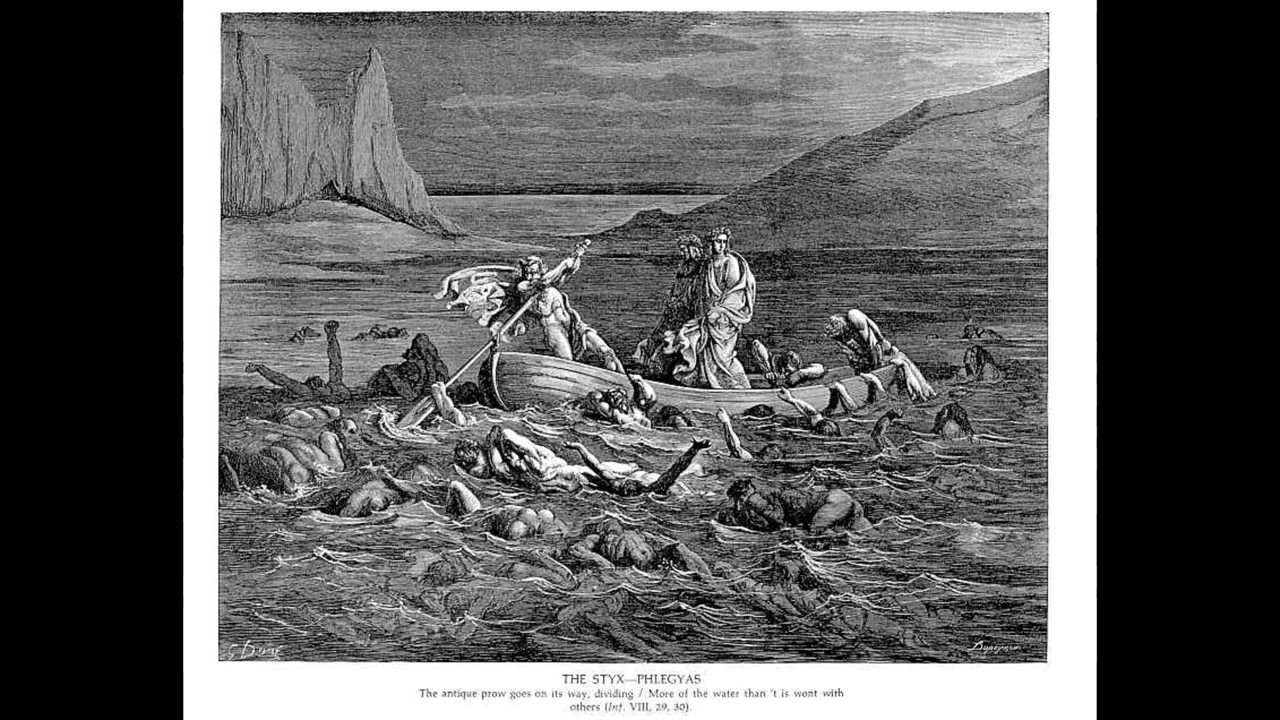 G Doré
THE STYX—PHLEGYAS
The antique prow goes on its way, dividing / More of the water than 't is wont with
others (Inf. VIII, 29, 30).